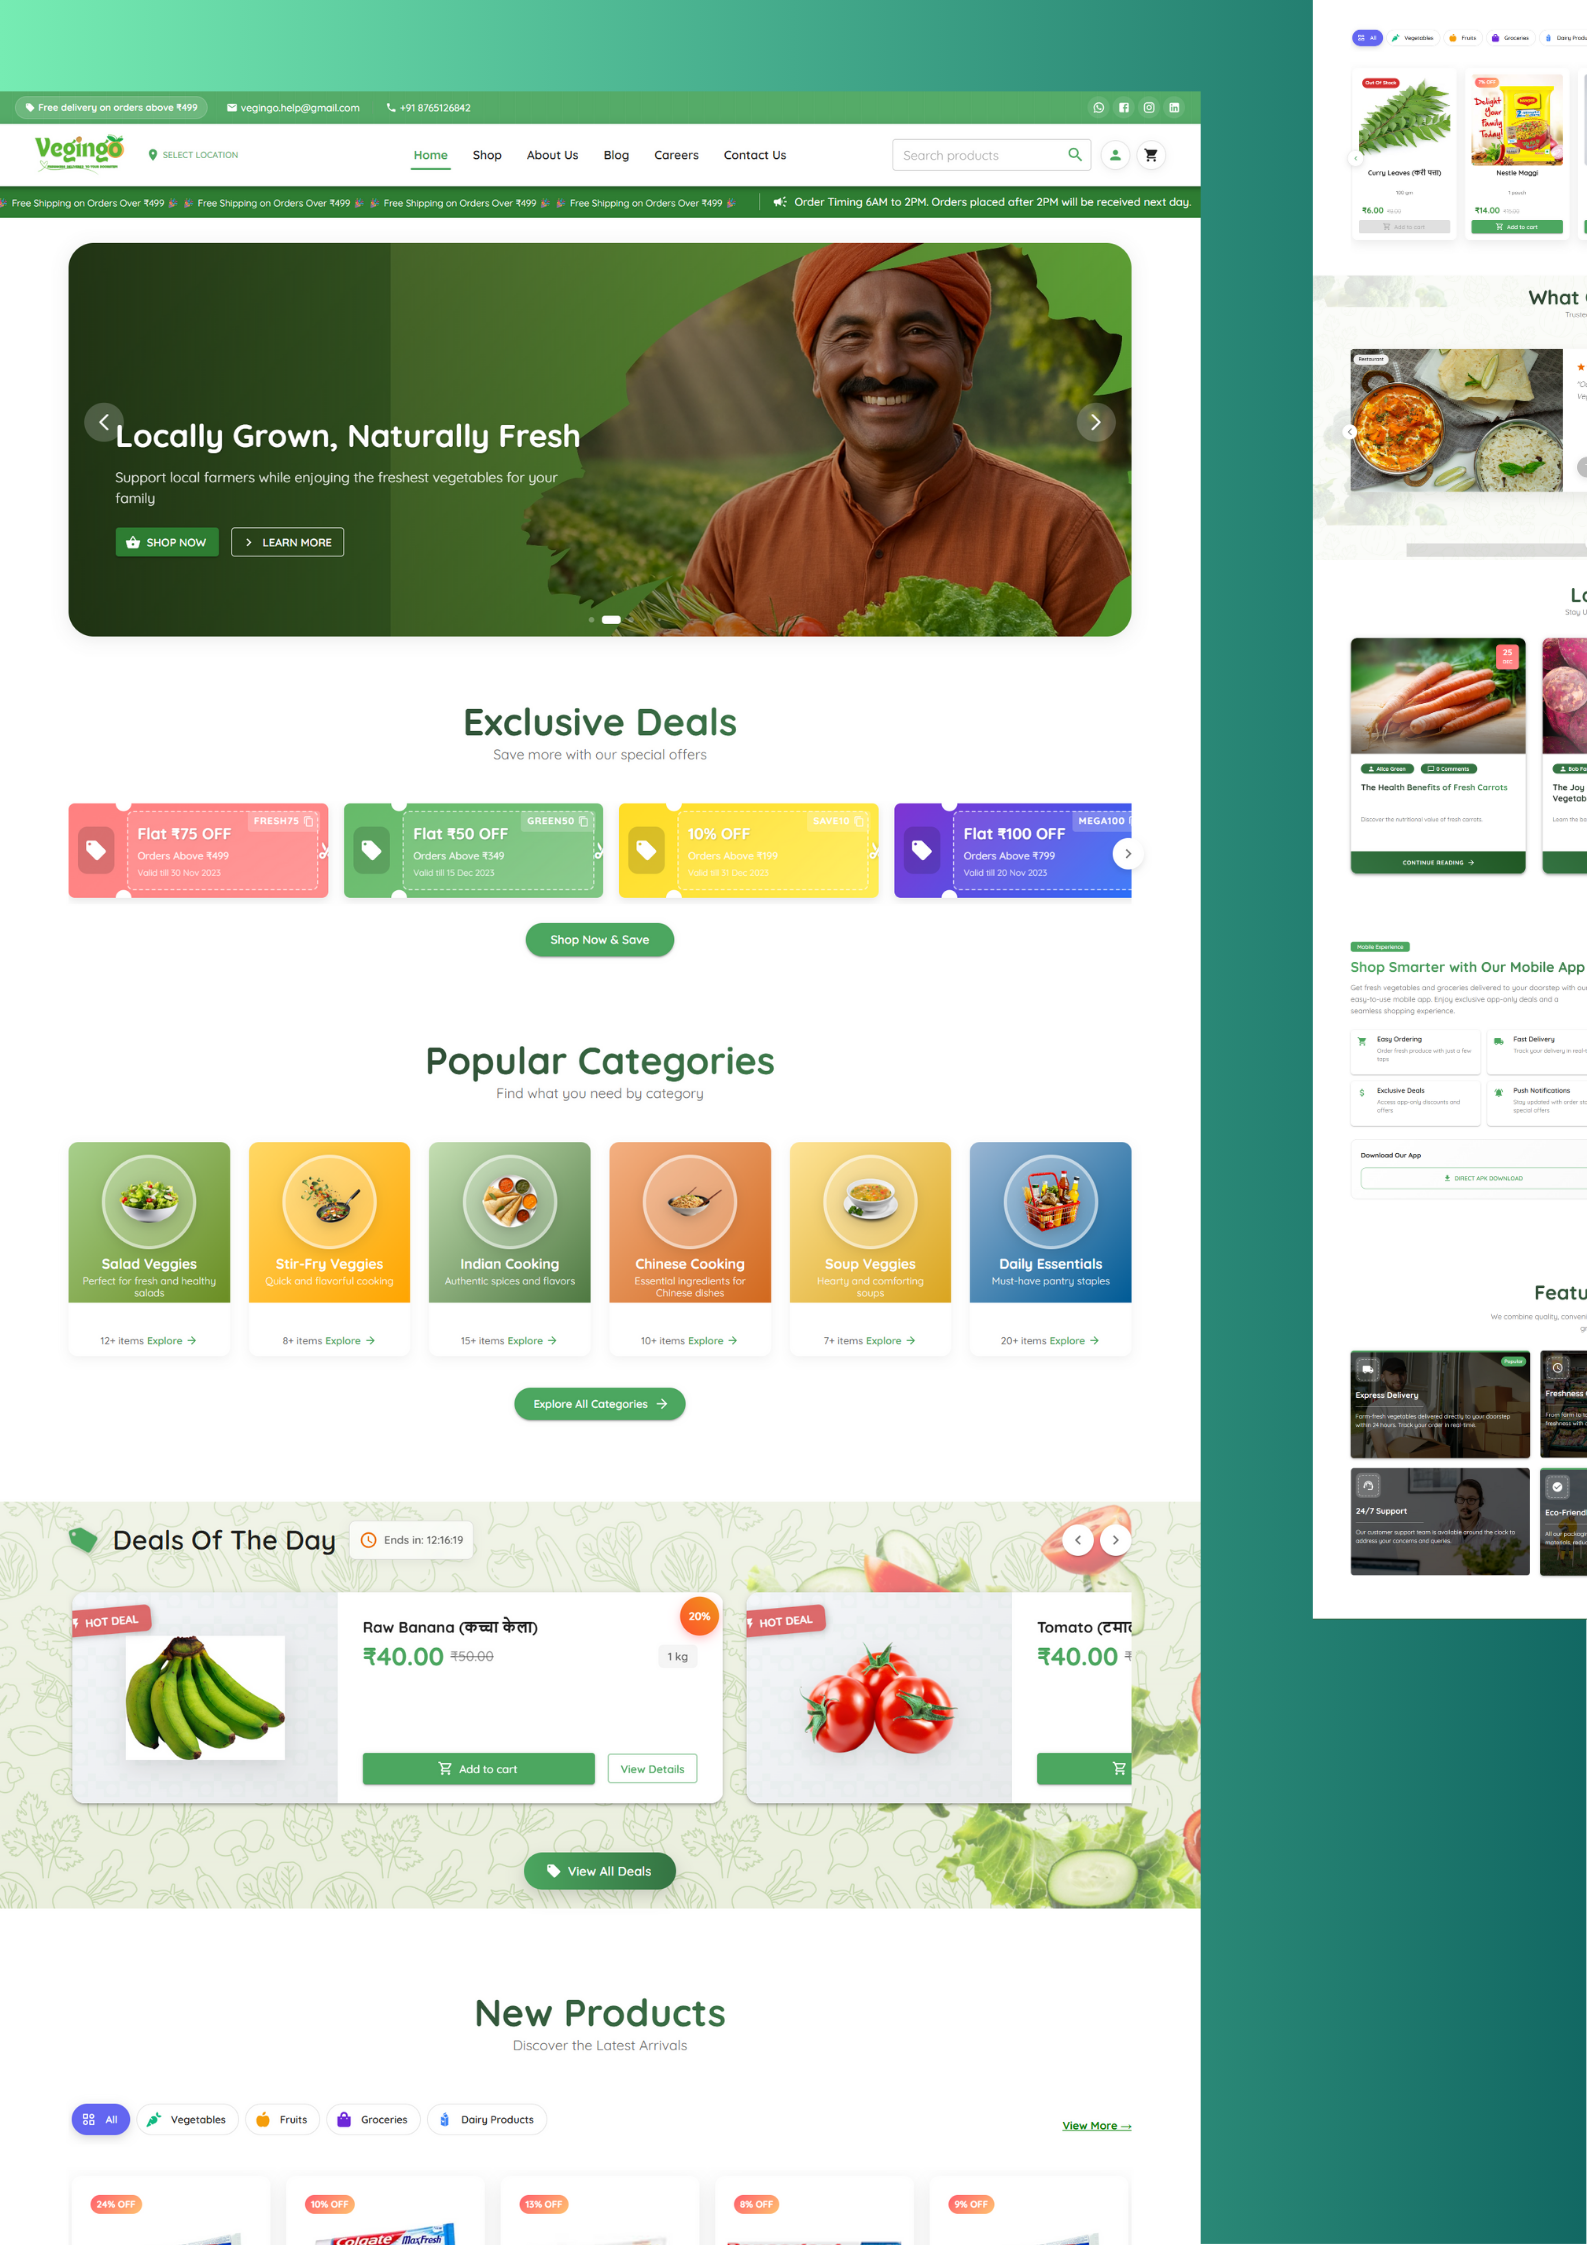 Free delivery on orders above ₹499
vegingo.help@gmail.com
+91 8765126842
Vegingo
SELECT LOCATION
Home
Shop
About Us
Blog
Careers
Contact Us
Search products
Free Shipping on Orders Over ₹499
Free Shipping on Orders Over ₹499
Free Shipping on Orders Over ₹499
Free Shipping on Orders Over ₹499
Order Timing 6AM to 2PM. Orders placed after 2PM will be received next day.
Locally Grown, Naturally Fresh
Support local farmers while enjoying the freshest vegetables for your
family
SHOP NOW
LEARN MORE
Exclusive Deals
Save more with our special offers
FRESH75
Flat ₹75 OFF
Orders Above ₹499
Valid till 30 Nov 2023
GREEN50
Flat ₹50 OFF
Orders Above ₹349
Valid till 15 Dec 2023
SAVE10
10% OFF
Orders Above ₹199
Valid till 31 Dec 2023
MEGA100
Flat ₹100 OFF
Orders Above ₹799
Valid till 20 Nov 2023
Shop Now & Save
Popular Categories
Find what you need by category
Salad Veggies
Perfect for fresh and healthy
salads
12+ items Explore →
Stir-Fry Veggies
Quick and flavorful cooking
8+ items Explore →
Indian Cooking
Authentic spices and flavors
15+ items Explore →
Chinese Cooking
Essential ingredients for
Chinese dishes
10+ items Explore →
Soup Veggies
Hearty and comforting
soups
7+ items Explore →
Daily Essentials
Must-have pantry staples
20+ items Explore →
Explore All Categories →
Deals Of The Day
Ends in: 12:16:19
HOT DEAL
Raw Banana (कच्चा केला)
20%
₹40.00 ₹50.00
1 kg
Add to cart
View Details
HOT DEAL
Tomato
₹40.00
View All Deals
New Products
Discover the Latest Arrivals
All
Vegetables
Fruits
Groceries
Dairy Products
View More →
24% OFF
10% OFF
13% OFF
8% OFF
9% OFF
Colgate MaxFresh
All
Vegetables
Fruits
Groceries
Dairy
Out Of Stock
Curry Leaves (करी पत्ता)
100 gm
₹6.00
Add to cart
7% OFF
Delight
Your
Family
Today!
Nestle Maggi
1 pouch
₹14.00
Add to cart
What
Restaurant
Stay
25
DEC
Alice Green
0 Comments
The Health Benefits of Fresh Carrots
Discover the nutritional value of fresh carrots.
CONTINUE READING →
The Joy
Learn the
Mobile Experience
Shop Smarter with Our Mobile App
Get fresh vegetables and groceries delivered to your doorstep with our
easy-to-use mobile app. Enjoy exclusive app-only deals and a
seamless shopping experience.
Easy Ordering
Order fresh produce with just a few
taps
Fast Delivery
Track your delivery in
Exclusive Deals
Access app-only discounts and
offers
Push Notifications
Stay updated with order
special offers
Download Our App
DIRECT APK DOWNLOAD
We combine quality,
Popular
Express Delivery
Farm-fresh vegetables delivered directly to your doorstep
within 24 hours. Track your order in real-time.
Freshness
From farm to
freshness with
24/7 Support
Our customer support team is available around the clock to
address your concerns and queries.
All our